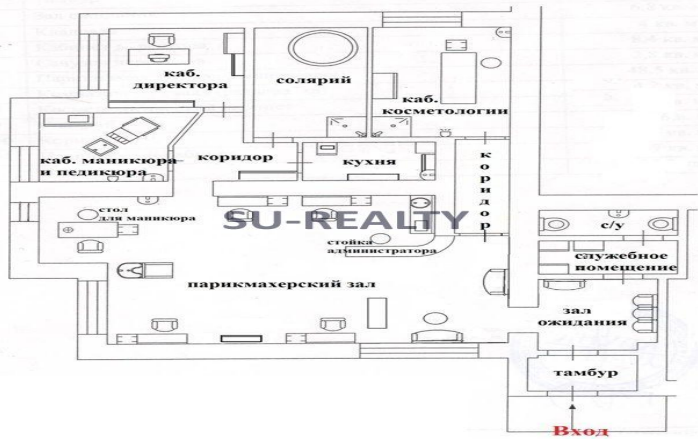 каб.
директора
солярий
каб.
косметологии
каб. маникюра
и педикюра
коридор
кухня
коридор
стол
для маникюра
SU-REALTY
стойка
администратора
с/у
служебное
помещение
парикмахерский зал
зал
ожидания
тамбур
Вход